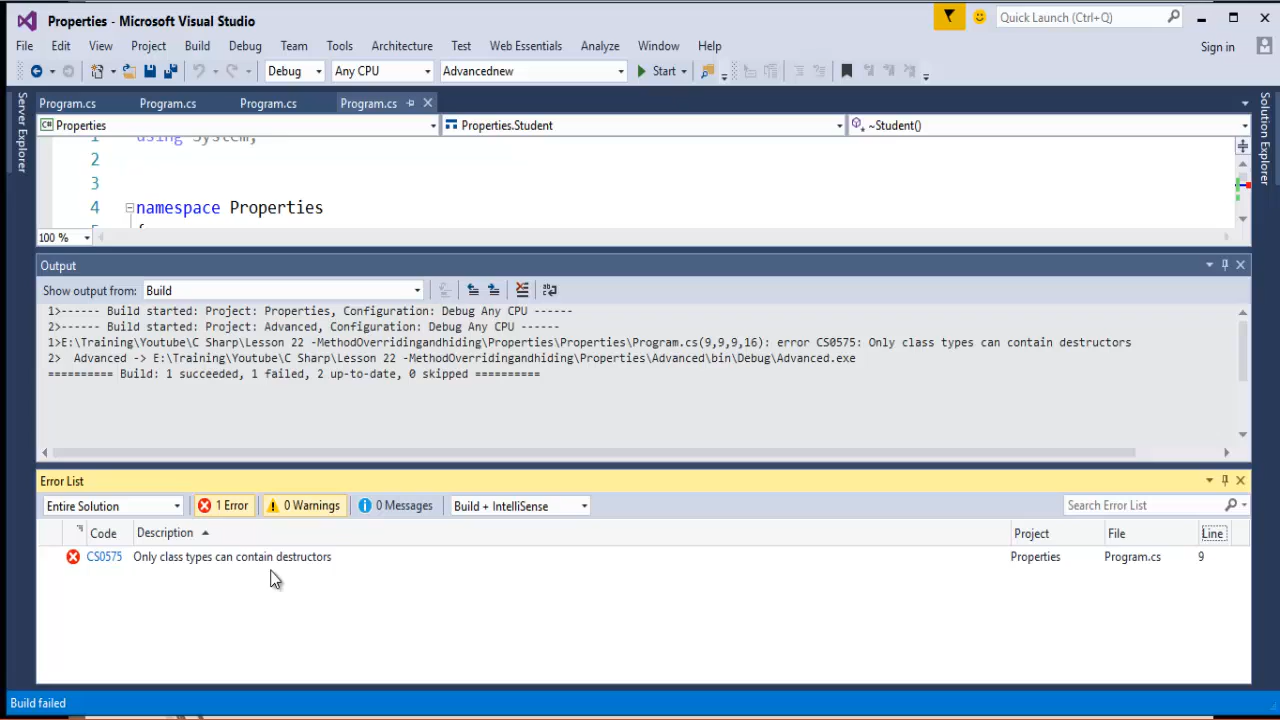 Properties - Microsoft Visual Studio
Quick Launch (Ctrl+Q)
File Edit View Project Build Debug Team Tools Architecture Test Web Essentials Analyze Window Help
Sign in
Debug Any CPU Advancednew Start
Server Explorer
Solution Explorer
Program.cs Program.cs Program.cs Program.cs
Properties Properties.Student ~Student()
1 using System;
2
3
4 namespace Properties
{
100 %
Output
Show output from: Build
1>------ Build started: Project: Properties, Configuration: Debug Any CPU ------
2>------ Build started: Project: Advanced, Configuration: Debug Any CPU ------
1>E:\Training\Youtube\C Sharp\Lesson 22 -MethodOverridingandhiding\Properties\Properties\Program.cs(9,9,9,16): error CS0575: Only class types can contain destructors
2>  Advanced -> E:\Training\Youtube\C Sharp\Lesson 22 -MethodOverridingandhiding\Properties\Advanced\bin\Debug\Advanced.exe
========== Build: 1 succeeded, 1 failed, 2 up-to-date, 0 skipped ==========
Error List
Entire Solution 1 Error 0 Warnings 0 Messages Build + IntelliSense Search Error List
Code Description Project File Line
CS0575 Only class types can contain destructors Properties Program.cs 9
Build failed